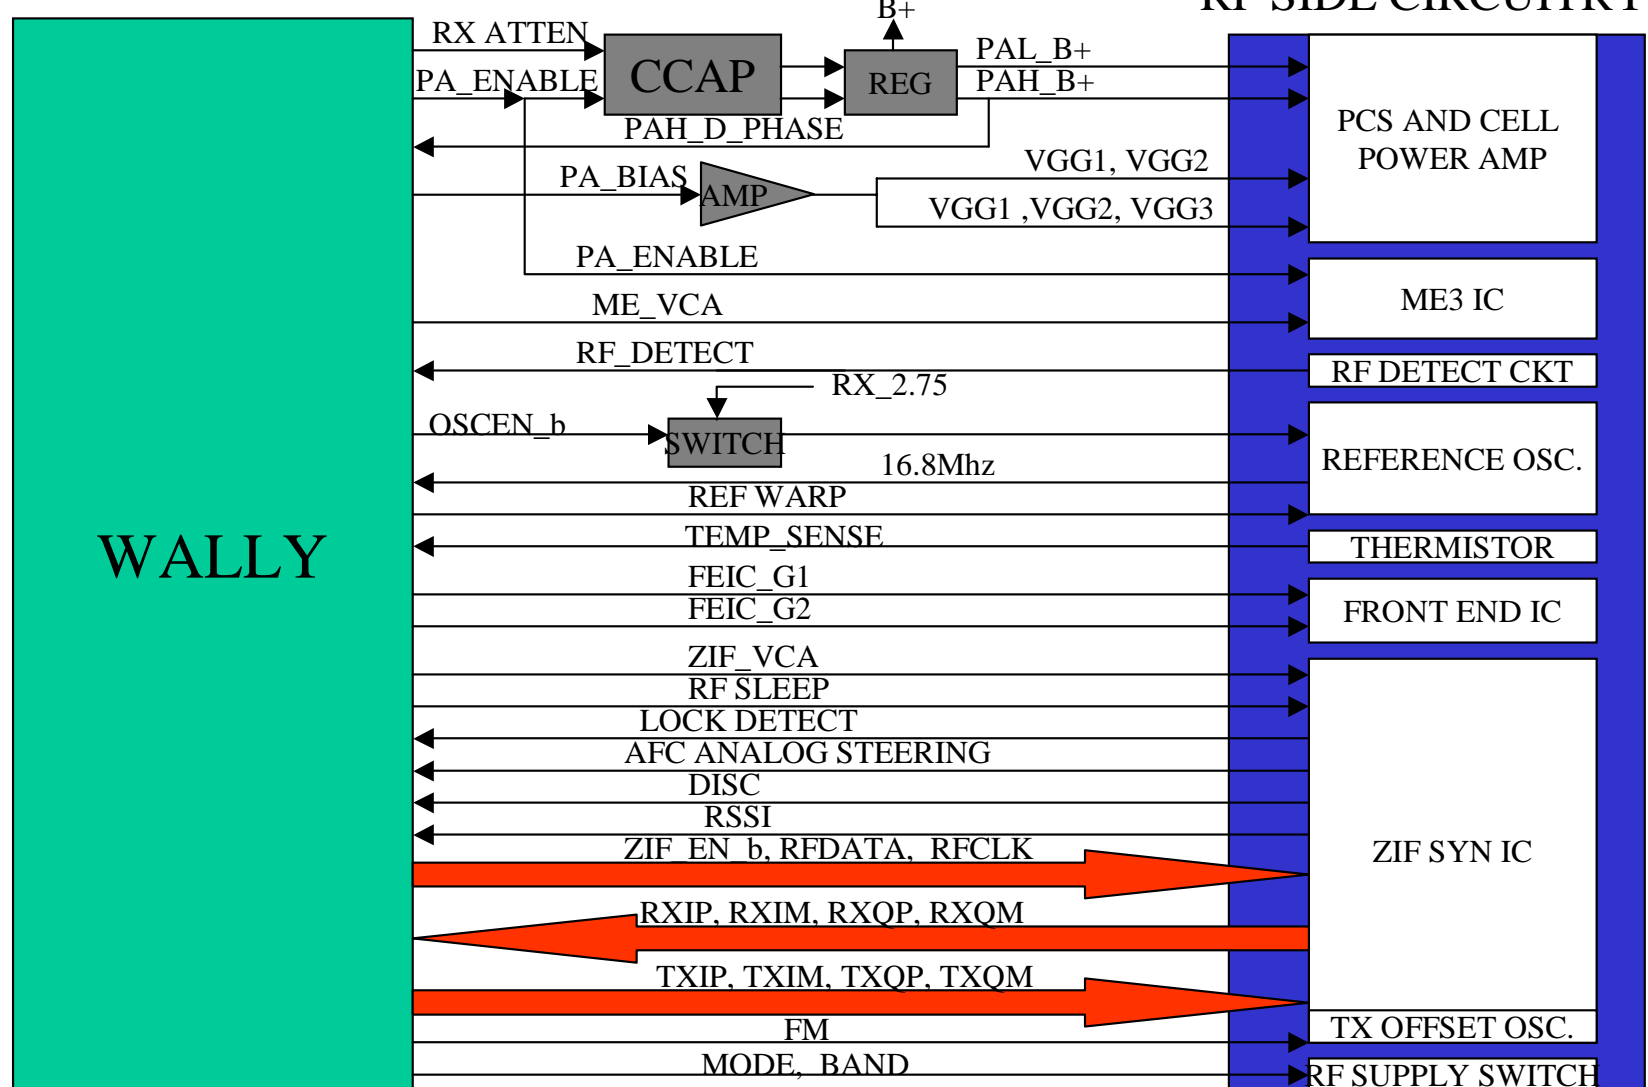 RF SIDE CIRCUITRY
B+
RX ATTEN
CCAP
REG
PAL_B+
PA_ENABLE
PAH_B+
PCS AND CELL
POWER AMP
PAH_D_PHASE
PA_BIAS
AMP
VGG1, VGG2
VGG1 ,VGG2, VGG3
PA_ENABLE
ME3 IC
ME_VCA
RF_DETECT
RF DETECT CKT
RX_2.75
OSCEN_b
SWITCH
REFERENCE OSC.
16.8Mhz
REF WARP
WALLY
TEMP_SENSE
THERMISTOR
FEIC_G1
FEIC_G2
FRONT END IC
ZIF_VCA
RF SLEEP
LOCK DETECT
AFC ANALOG STEERING
DISC
RSSI
ZIF_EN_b, RFDATA, RFCLK
ZIF SYN IC
RXIP, RXIM, RXQP, RXQM
TXIP, TXIM, TXQP, TXQM
FM
TX OFFSET OSC.
MODE, BAND
RF SUPPLY SWITCH